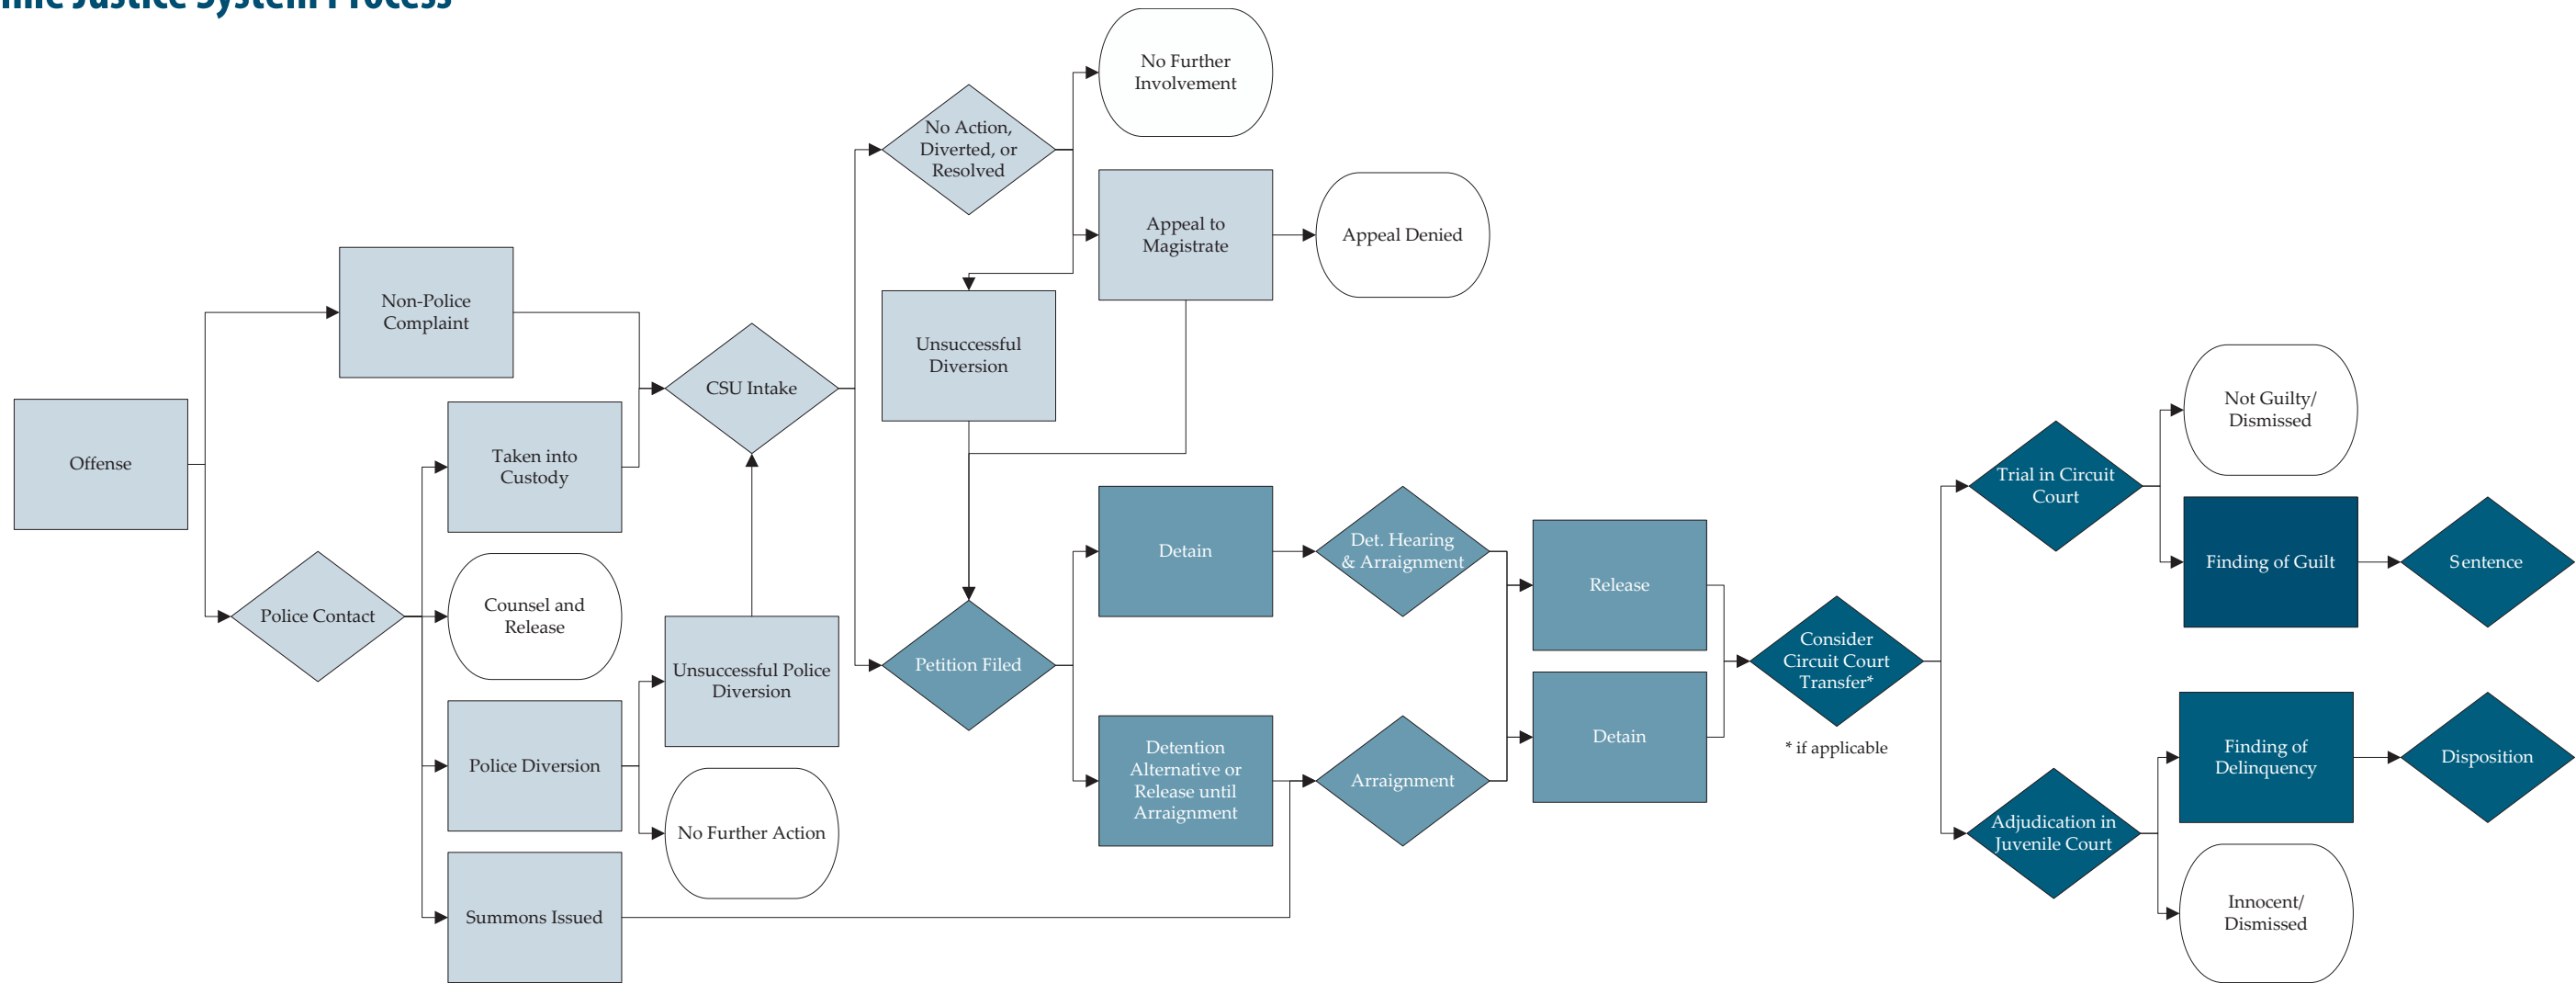 Justice System Process
No Further
Involvement
No Action,
Diverted, or
Resolved
Appeal to
Magistrate
Appeal Denied
Non-Police
Complaint
Unsuccessful
Diversion
CSU Intake
Offense
Taken into
Custody
Police Contact
Counsel and
Release
Unsuccessful Police
Diversion
Police Diversion
No Further Action
Summons Issued
Petition Filed
Detain
Det. Hearing
& Arraignment
Detention
Alternative or
Release until
Arraignment
Arraignment
Release
Detain
Consider
Circuit Court
Transfer*
* if applicable
Trial in Circuit
Court
Not Guilty/
Dismissed
Finding of Guilt
Sentence
Adjudication in
Juvenile Court
Finding of
Delinquency
Disposition
Innocent/
Dismissed